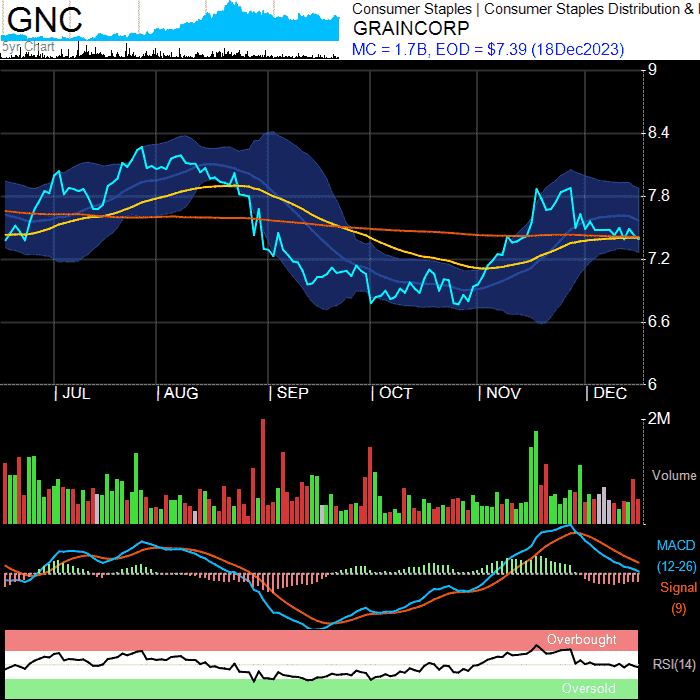 GNC
5yr Chart
Consumer Staples | Consumer Staples Distribution &
GRAINCORP
MC = 1.7B, EOD = $7.39 (18Dec2023)
9
8.4
7.8
7.2
6.6
6
JUL AUG SEP OCT NOV DEC
2M
Volume
MACD
(12-26)
Signal
(9)
Overbought
RSI(14)
Oversold